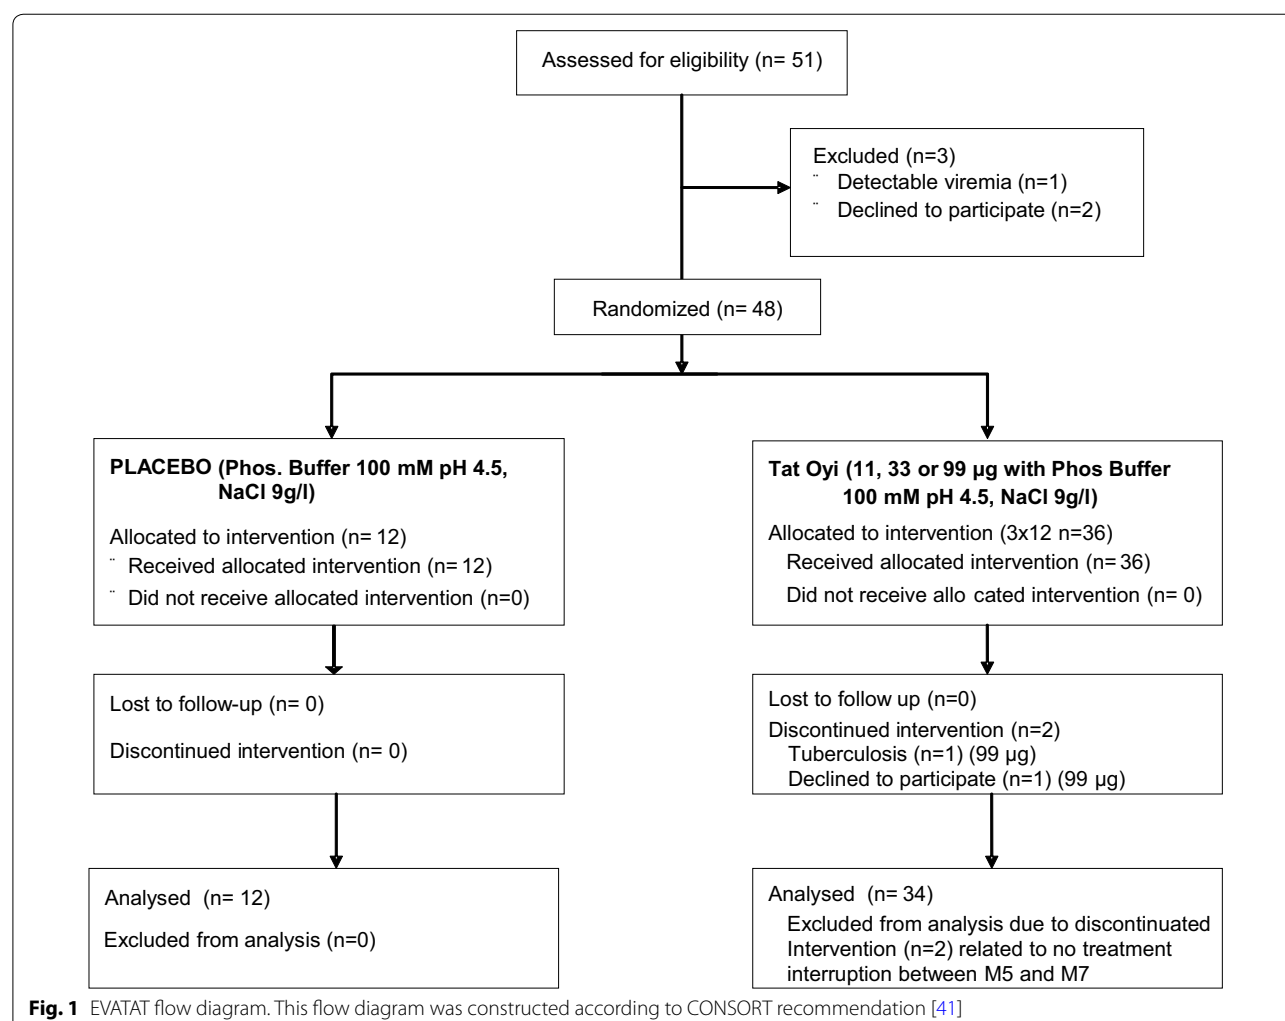 Assessed for eligibility (n= 51)
Excluded (n=3)
¨ Detectable viremia (n=1)
¨ Declined to participate (n=2)
Randomized (n= 48)
PLACEBO (Phos. Buffer 100 mM pH 4.5,
NaCl 9g/l)
Allocated to intervention (n= 12)
¨ Received allocated intervention (n= 12)
¨ Did not receive allocated intervention (n=0)
Tat Oyi (11, 33 or 99 µg with Phos Buffer
100 mM pH 4.5, NaCl 9g/l)
Allocated to intervention (3x12 n=36)
Received allocated intervention (n= 36)
Did not receive allo cated intervention (n= 0)
Lost to follow-up (n= 0)
Discontinued intervention (n= 0)
Lost to follow up (n=0)
Discontinued intervention (n=2)
Tuberculosis (n=1) (99 µg)
Declined to participate (n=1) (99 µg)
Analysed (n= 12)
Excluded from analysis (n=0)
Analysed (n= 34)
Excluded from analysis due to discontinued
Intervention (n=2) related to no treatment
interruption between M5 and M7
Fig. 1 EVATAT flow diagram. This flow diagram was constructed according to CONSORT recommendation [41]